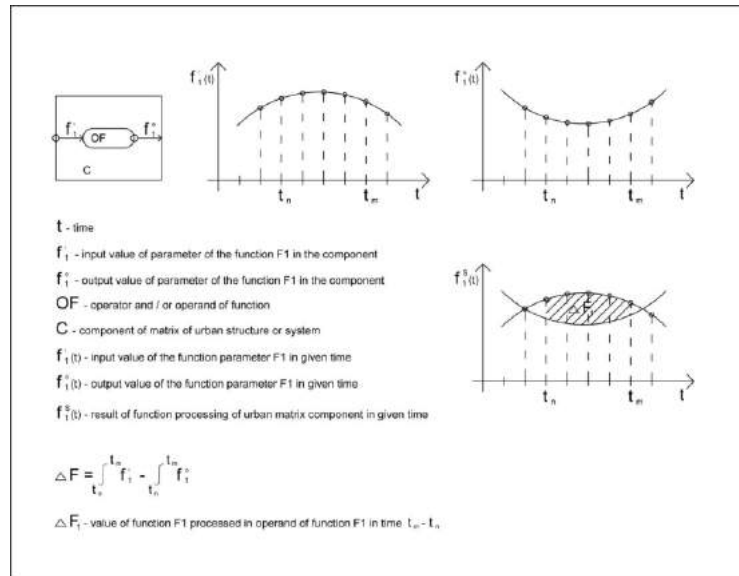 f'₁(t)
f"₁(t)
f'₁ OF f"₁
C
tₙ tₘ t
tₙ tₘ t
t - time
f'₁ - input value of parameter of the function F1 in the component
f"₁ - output value of parameter of the function F1 in the component
OF - operator and / or operand of function
C - component of matrix of urban structure or system
f'₁(t) - input value of the function parameter F1 in given time
f"₁(t) - output value of the function parameter F1 in given time
fˢ₁(t) - result of function processing of urban matrix component in given time
fˢ₁(t)
△F₁
tₙ tₘ t
△F = ∫ₜₙᵗᵐ f'₁ - ∫ₜₙᵗᵐ f"₁
△F₁ - value of function F1 processed in operand of function F1 in time tₘ - tₙ